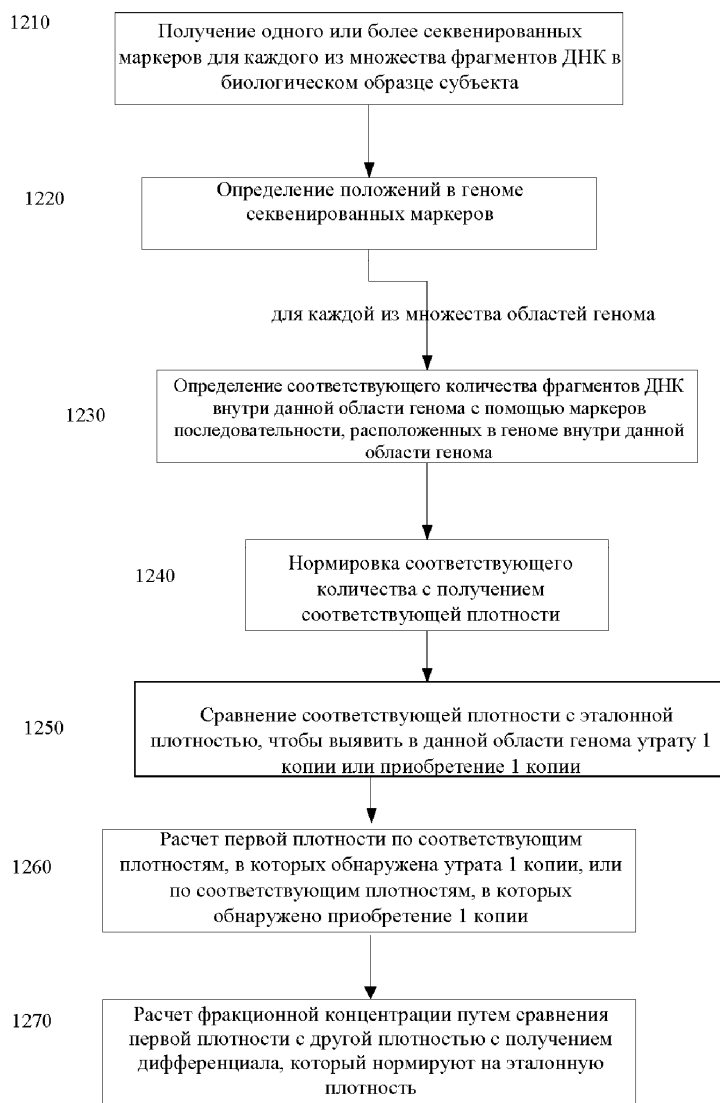 1210
Получение одного или более секвенированных
маркеров для каждого из множества фрагментов ДНК в
биологическом образце субъекта
1220
Определение положений в геноме
секвенированных маркеров
для каждой из множества областей генома
1230
Определение соответствующего количества фрагментов ДНК
внутри данной области генома с помощью маркеров
последовательности, расположенных в геноме внутри данной
области генома
1240
Нормировка соответствующего
количества с получением
соответствующей плотности
1250
Сравнение соответствующей плотности с эталонной
плотностью, чтобы выявить в данной области генома утрату 1
копии или приобретение 1 копии
1260
Расчет первой плотности по соответствующим
плотностям, в которых обнаружена утрата 1 копии, или
по соответствующим плотностям, в которых
обнаружено приобретение 1 копии
1270
Расчет фракционной концентрации путем сравнения
первой плотности с другой плотностью с получением
дифференциала, который нормируют на эталонную
плотность